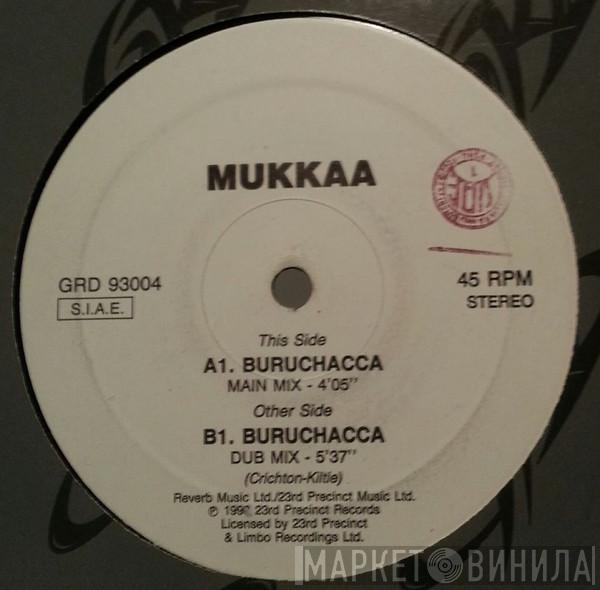 MUKKAA
GRD 93004
S.I.A.E.
45 RPM
STEREO
This Side
A1. BURUCHACCA
MAIN MIX - 4'05"
Other Side
B1. BURUCHACCA
DUB MIX - 5'37"
(Crichton-Kiltie)
Reverb Music Ltd./23rd Precinct Music Ltd.
℗ 1992 23rd Precinct Records
Licensed by 23rd Precinct
& Limbo Recordings Ltd.
МАРКЕТ ВИНИЛА